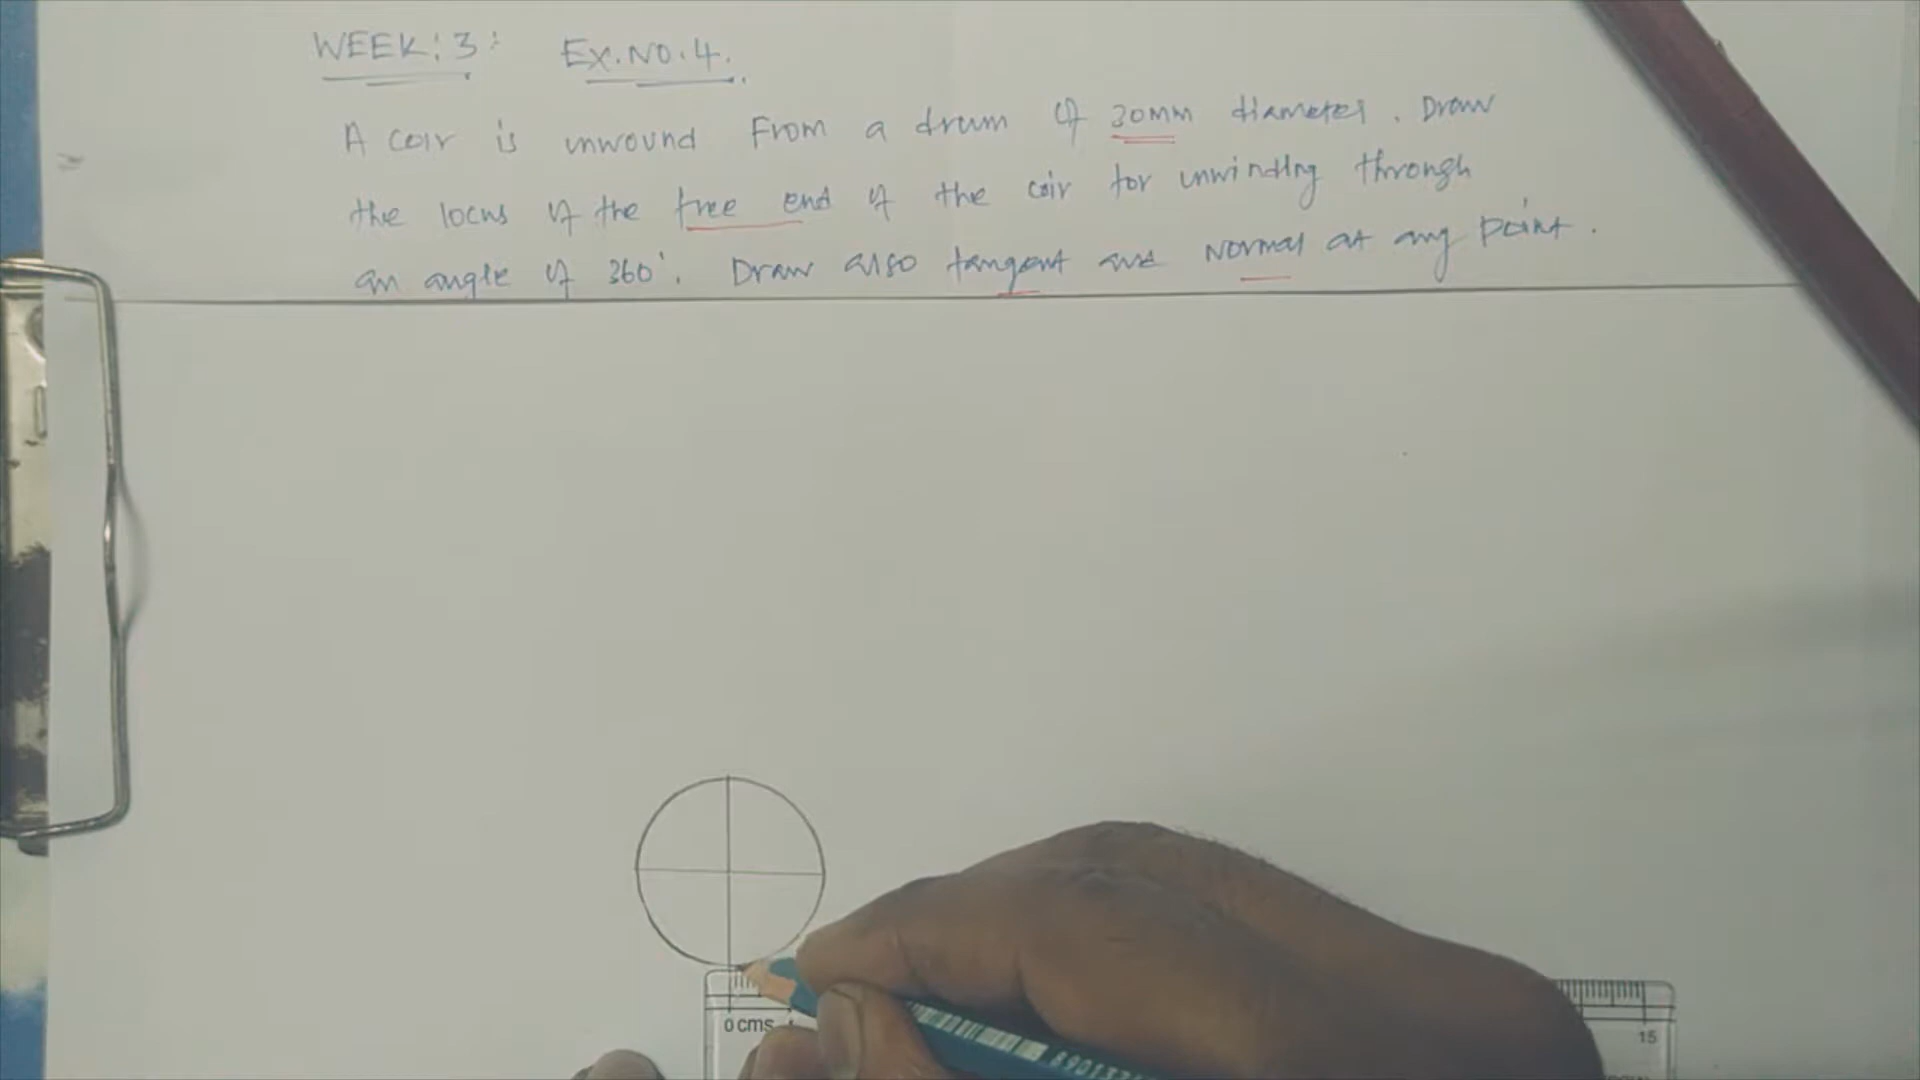 WEEK: 3: Ex.No.4.
A coir is unwound From a drum of 30mm diameter. Draw
the locus of the free end of the coir for unwinding through
an angle of 360°. Draw also tangent and Normal at any point.
0 cms
15